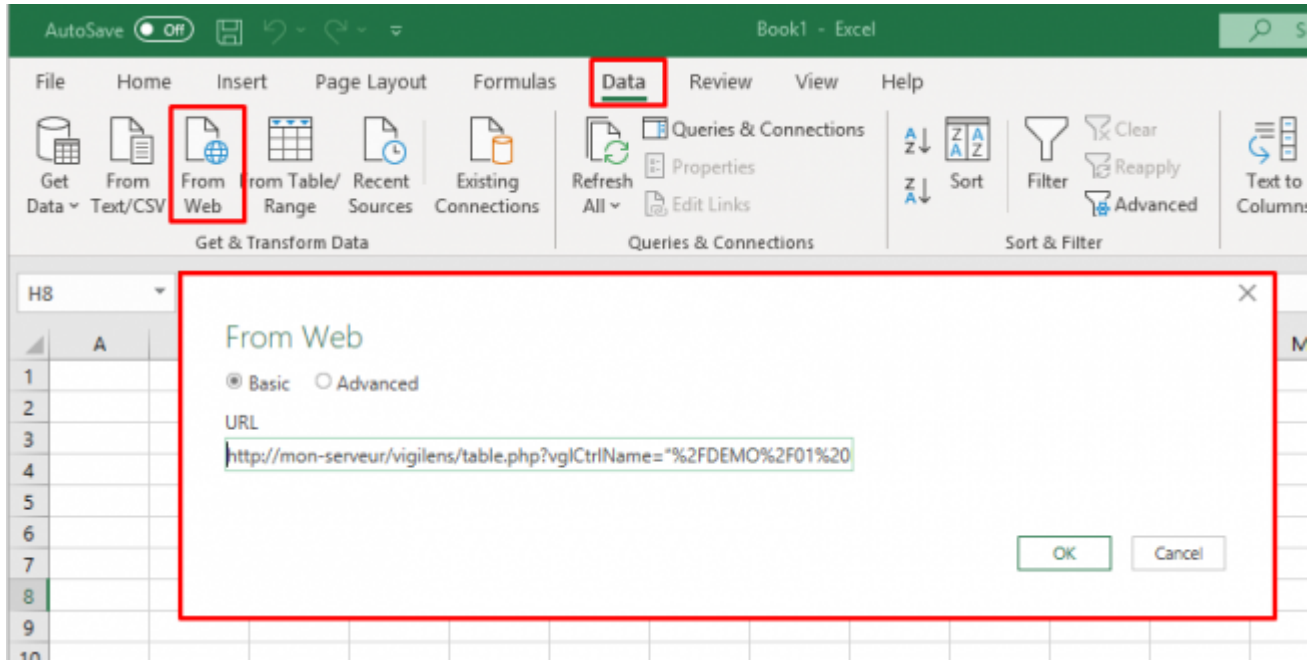 AutoSave Off Book1 - Excel
File Home Insert Page Layout Formulas Data Review View Help
Get Data
From Text/CSV
From Web
From Table/ Range
Recent Sources
Existing Connections
Get & Transform Data
Refresh All
Queries & Connections
Properties
Edit Links
Queries & Connections
A Z
Z A
Z A A Z
Sort
Filter
Clear
Reapply
Advanced
Sort & Filter
Text to
Columns
H8
A
1
2
3
4
5
6
7
8
9
10
From Web
Basic Advanced
URL
http://mon-serveur/vigilens/table.php?vglCtrlName="%2FDEMO%2F01%20
OK Cancel